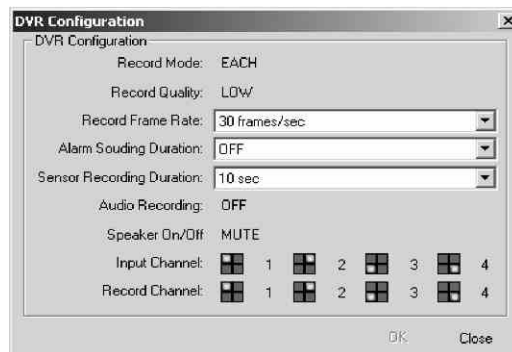 DVR Configuration
DVR Configuration
Record Mode: EACH
Record Quality: LOW
Record Frame Rate: 30 frames/sec
Alarm Souding Duration: OFF
Sensor Recording Duration: 10 sec
Audio Recording: OFF
Speaker On/Off MUTE
Input Channel: 1 2 3 4
Record Channel: 1 2 3 4
OK Close